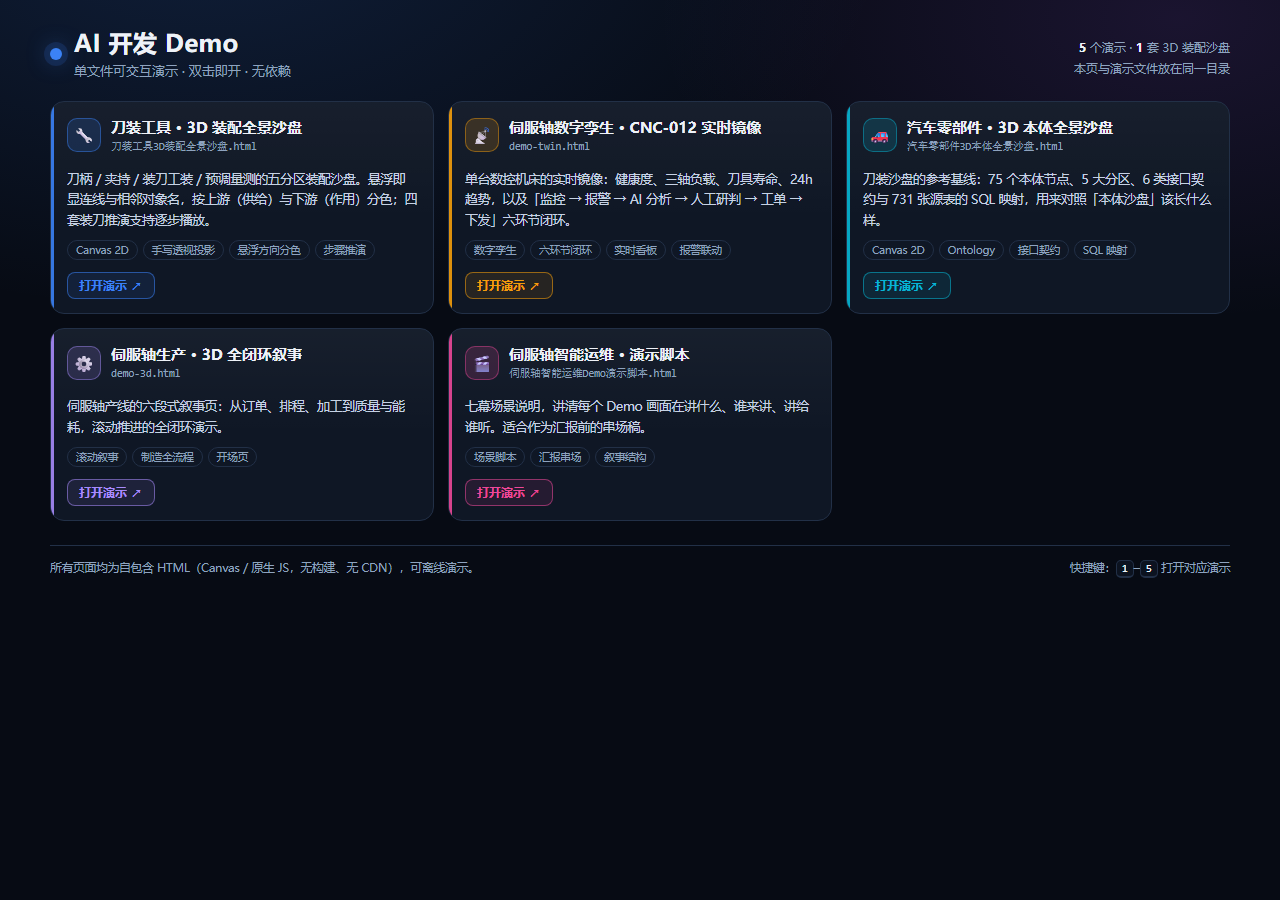 AI 开发 Demo
单文件可交互演示 · 双击即开 · 无依赖
5 个演示 · 1 套 3D 装配沙盘
本页与演示文件放在同一目录
刀装工具 · 3D 装配全景沙盘
刀装工具3D装配全景沙盘.html
刀柄 / 夹持 / 装刀工装 / 预调量测的五分区装配沙盘。悬浮即
显连线与相邻对象名，按上游（供给）与下游（作用）分色；四
套装刀推演支持逐步播放。
Canvas 2D 手写透视投影 悬浮方向分色 步骤推演
打开演示 ↗
伺服轴数字孪生 · CNC-012 实时镜像
demo-twin.html
单台数控机床的实时镜像：健康度、三轴负载、刀具寿命、24h
趋势，以及「监控 → 报警 → AI 分析 → 人工研判 → 工单 →
下发」六环节闭环。
数字孪生 六环节闭环 实时看板 报警联动
打开演示 ↗
汽车零部件 · 3D 本体全景沙盘
汽车零部件3D本体全景沙盘.html
刀装沙盘的参考基线：75 个本体节点、5 大分区、6 类接口契
约与 731 张源表的 SQL 映射，用来对照「本体沙盘」该长什么
样。
Canvas 2D Ontology 接口契约 SQL 映射
打开演示 ↗
伺服轴生产 · 3D 全闭环叙事
demo-3d.html
伺服轴产线的六段式叙事页：从订单、排程、加工到质量与能
耗，滚动推进的全闭环演示。
滚动叙事 制造全流程 开场页
打开演示 ↗
伺服轴智能运维 · 演示脚本
伺服轴智能运维Demo演示脚本.html
七幕场景说明，讲清每个 Demo 画面在讲什么、谁来讲、讲给
谁听。适合作为汇报前的串场稿。
场景脚本 汇报串场 叙事结构
打开演示 ↗
所有页面均为自包含 HTML（Canvas / 原生 JS，无构建、无 CDN），可离线演示。
快捷键： 1–5 打开对应演示